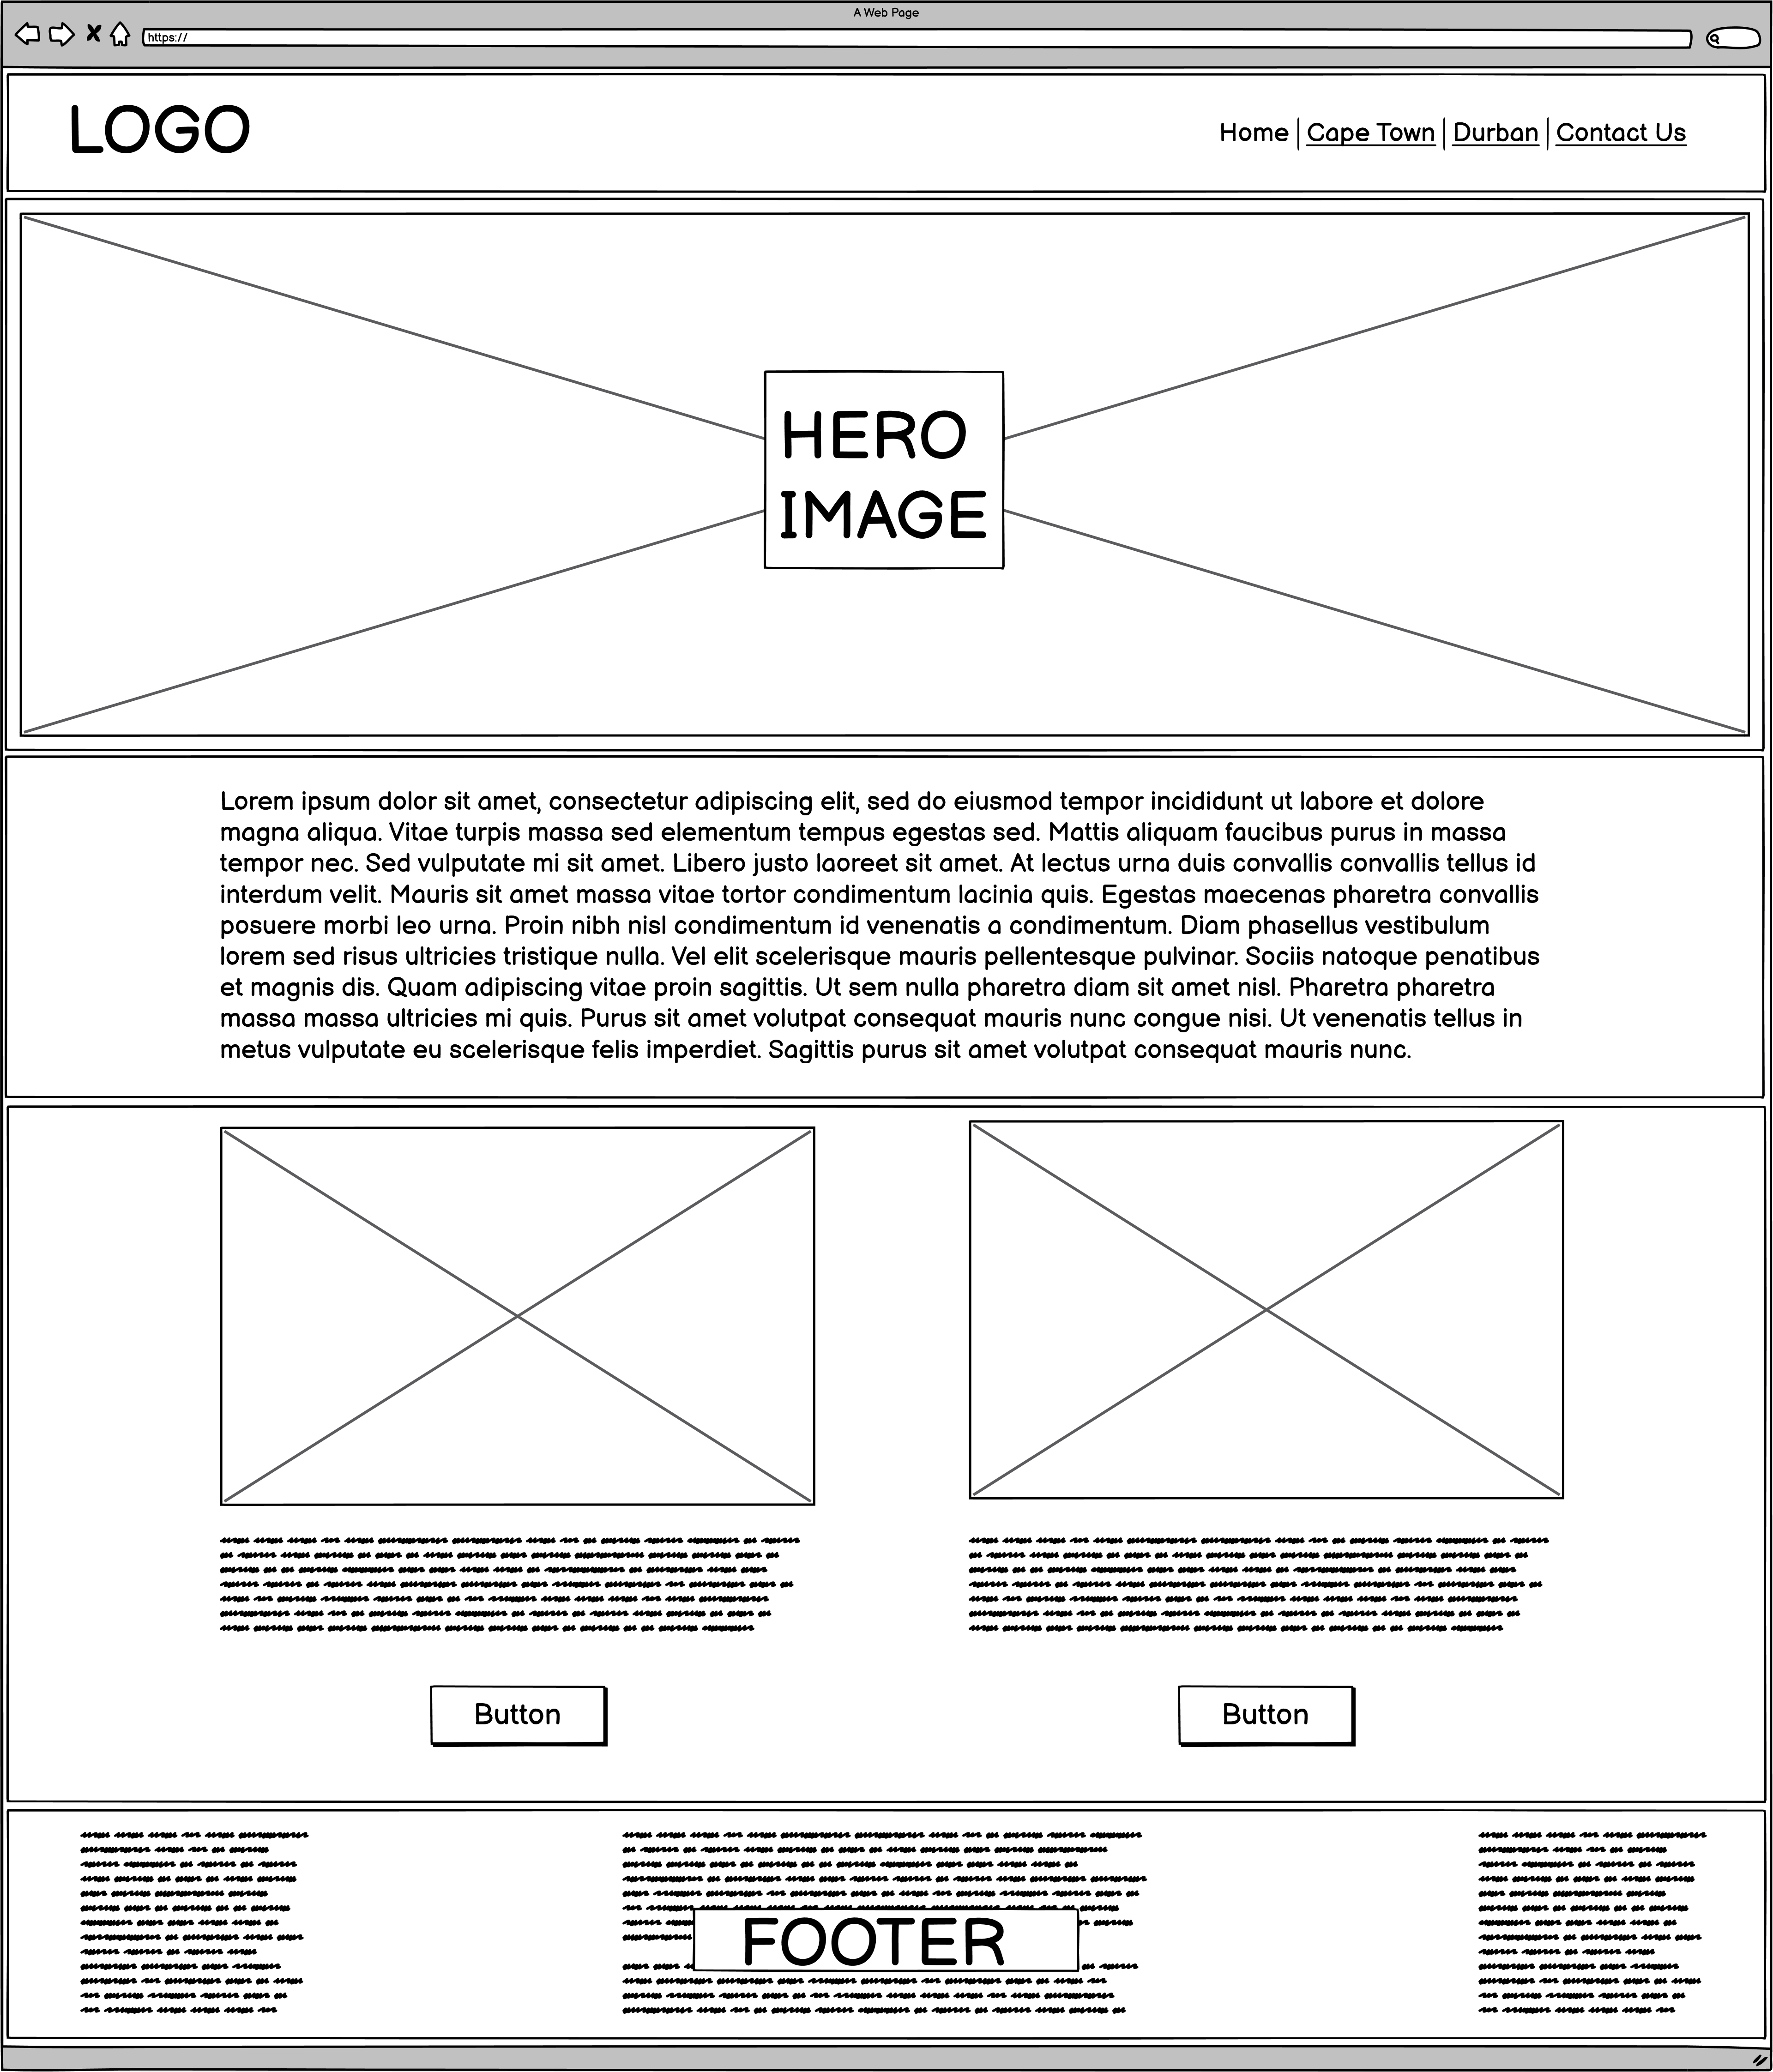 A Web Page
https://
LOGO
Home | Cape Town | Durban | Contact Us
HERO
IMAGE
Lorem ipsum dolor sit amet, consectetur adipiscing elit, sed do eiusmod tempor incididunt ut labore et dolore
magna aliqua. Vitae turpis massa sed elementum tempus egestas sed. Mattis aliquam faucibus purus in massa
tempor nec. Sed vulputate mi sit amet. Libero justo laoreet sit amet. At lectus urna duis convallis convallis tellus id
interdum velit. Mauris sit amet massa vitae tortor condimentum lacinia quis. Egestas maecenas pharetra convallis
posuere morbi leo urna. Proin nibh nisl condimentum id venenatis a condimentum. Diam phasellus vestibulum
lorem sed risus ultricies tristique nulla. Vel elit scelerisque mauris pellentesque pulvinar. Sociis natoque penatibus
et magnis dis. Quam adipiscing vitae proin sagittis. Ut sem nulla pharetra diam sit amet nisl. Pharetra pharetra
massa massa ultricies mi quis. Purus sit amet volutpat consequat mauris nunc congue nisi. Ut venenatis tellus in
metus vulputate eu scelerisque felis imperdiet. Sagittis purus sit amet volutpat consequat mauris nunc.
Button
Button
FOOTER